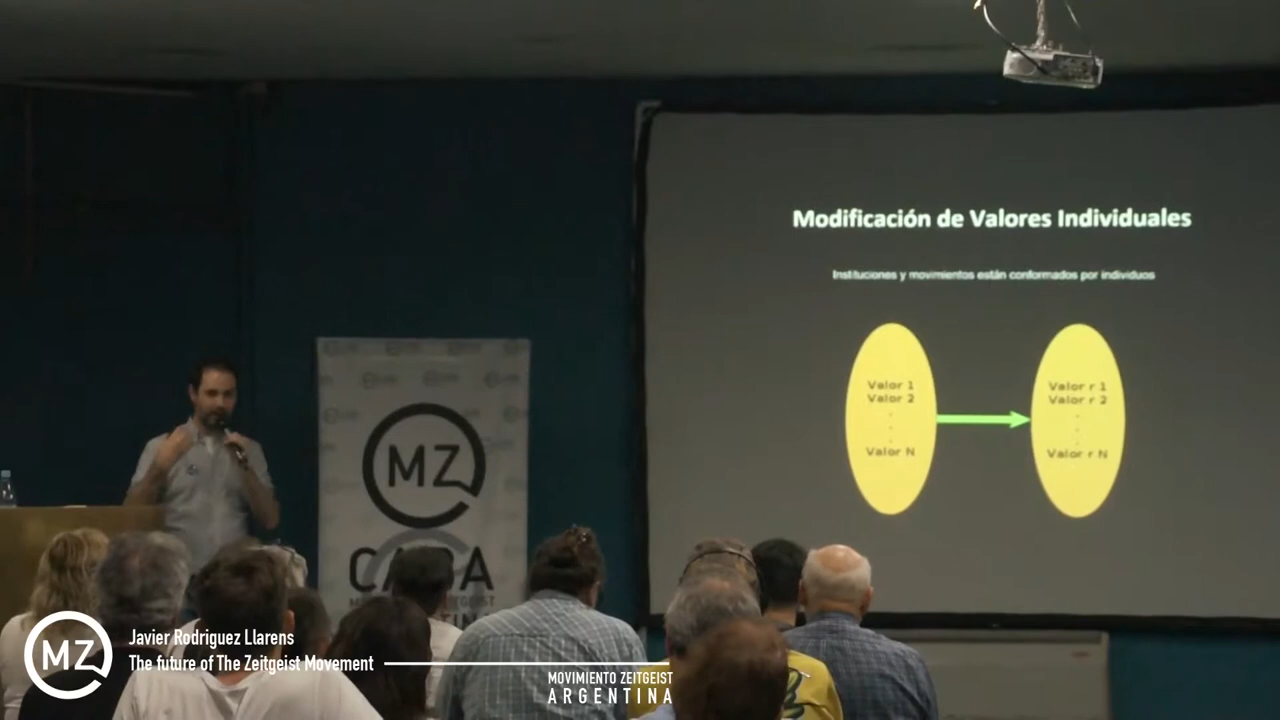 Modificación de Valores Individuales
Instituciones y movimientos están conformados por individuos
Valor 1
Valor 2
.
.
.
Valor N
Valor r 1
Valor r 2
.
.
.
Valor r N
MZ
MZ
Javier Rodriguez Llarens
The future of The Zeitgeist Movement
MOVIMIENTO ZEITGEIST
ARGENTINA